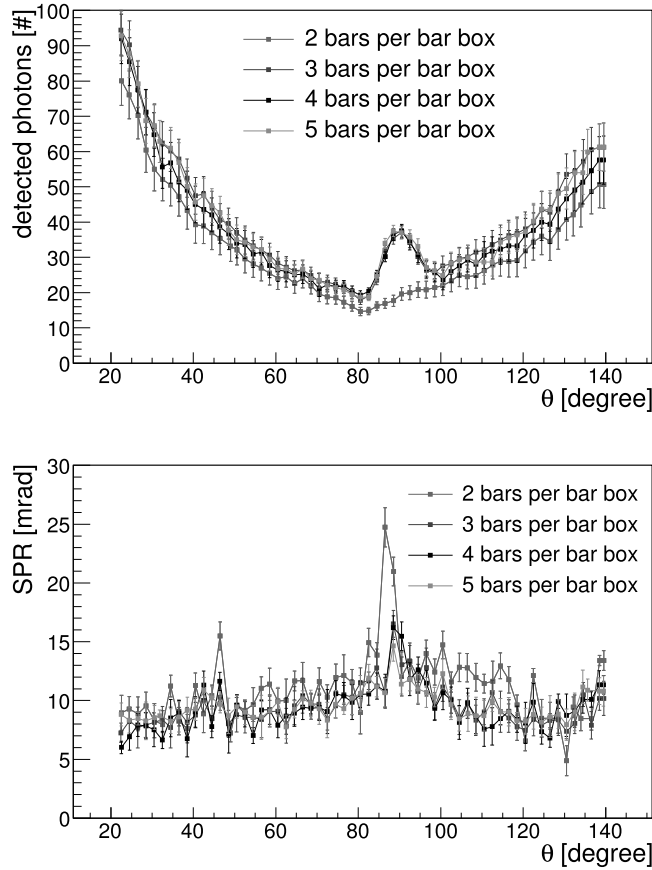 detected photons [#]
100
90
80
70
60
50
40
30
20
10
0
2 bars per bar box
3 bars per bar box
4 bars per bar box
5 bars per bar box
20 40 60 80 100 120 140
θ [degree]
SPR [mrad]
30
25
20
15
10
5
0
2 bars per bar box
3 bars per bar box
4 bars per bar box
5 bars per bar box
20 40 60 80 100 120 140
θ [degree]